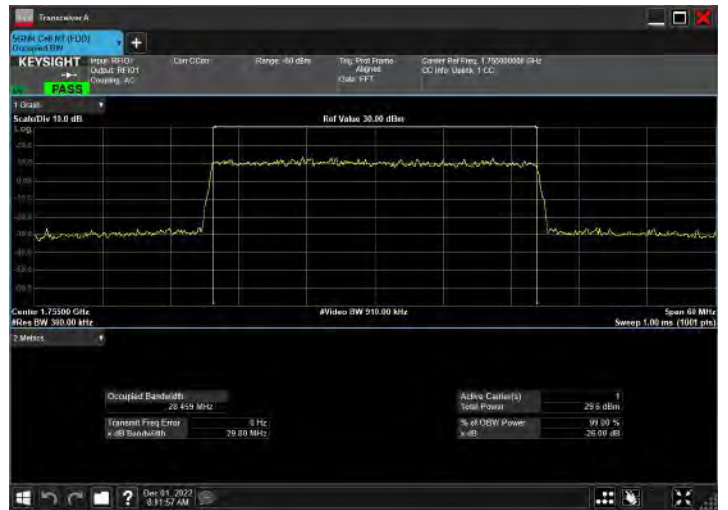 Transceiver A
5GNR Cell NT (FDD)
Occupied BW
KEYSIGHT
Input: RFIO1
Output: RFIO1
Coupling: AC
Corr CCorr
Range: -60 dBm
Trig: Prot Frame
Aligned
Gate: FFT
Carrier Ref Freq, 1.755000000 GHz
CC Info: Uplink, 1 CC
PASS
1 Graph
Scale/Div 10.0 dB
Ref Value 30.00 dBm
Log
Center 1.75500 GHz
#Video BW 910.00 kHz
Span 60 MHz
#Res BW 300.00 kHz
Sweep 1.00 ms (1001 pts)
2 Metrics
Occupied Bandwidth
28.459 MHz
Active Carrier(s) 1
Total Power 29.6 dBm
Transmit Freq Error
x-dB Bandwidth 29.80 MHz
% of OBW Power 99.00 %
x-dB -26.00 dB
Dec 01, 2022